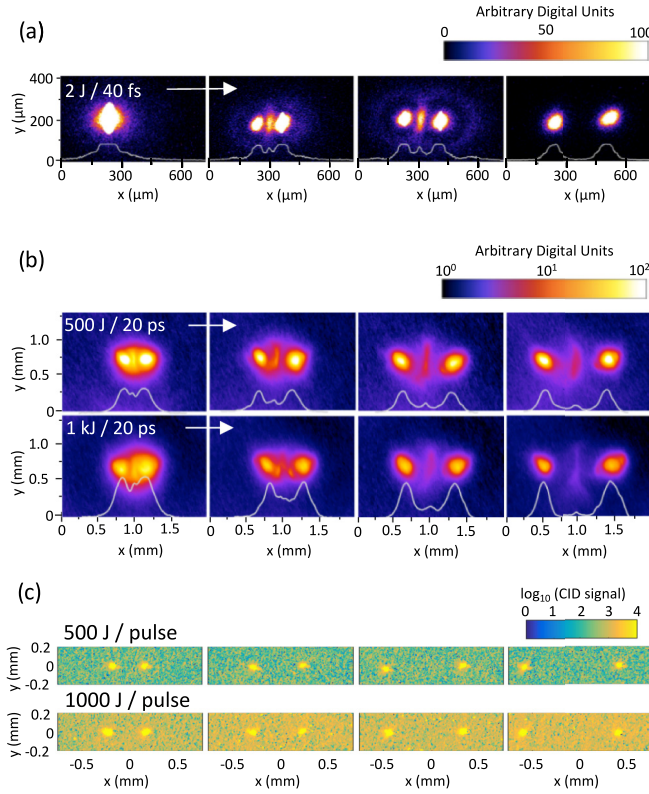 (a)
Arbitrary Digital Units
0 50 100
2 J / 40 fs
y (μm)
400
200
0
0 300 600 0 300 600 0 300 600 0 300 600
x (μm) x (μm) x (μm) x (μm)
(b)
Arbitrary Digital Units
10⁰ 10¹ 10²
500 J / 20 ps
y (mm)
1.0
0.5
0
1 kJ / 20 ps
y (mm)
1.0
0.5
0
0 0.5 1.0 1.5 0 0.5 1.0 1.5 0 0.5 1.0 1.5 0 0.5 1.0 1.5
x (mm) x (mm) x (mm) x (mm)
(c)
log₁₀ (CID signal)
0 1 2 3 4
500 J / pulse
y (mm)
0.2
0
-0.2
1000 J / pulse
y (mm)
0.2
0
-0.2
-0.5 0 0.5 -0.5 0 0.5 -0.5 0 0.5 -0.5 0 0.5
x (mm) x (mm) x (mm) x (mm)